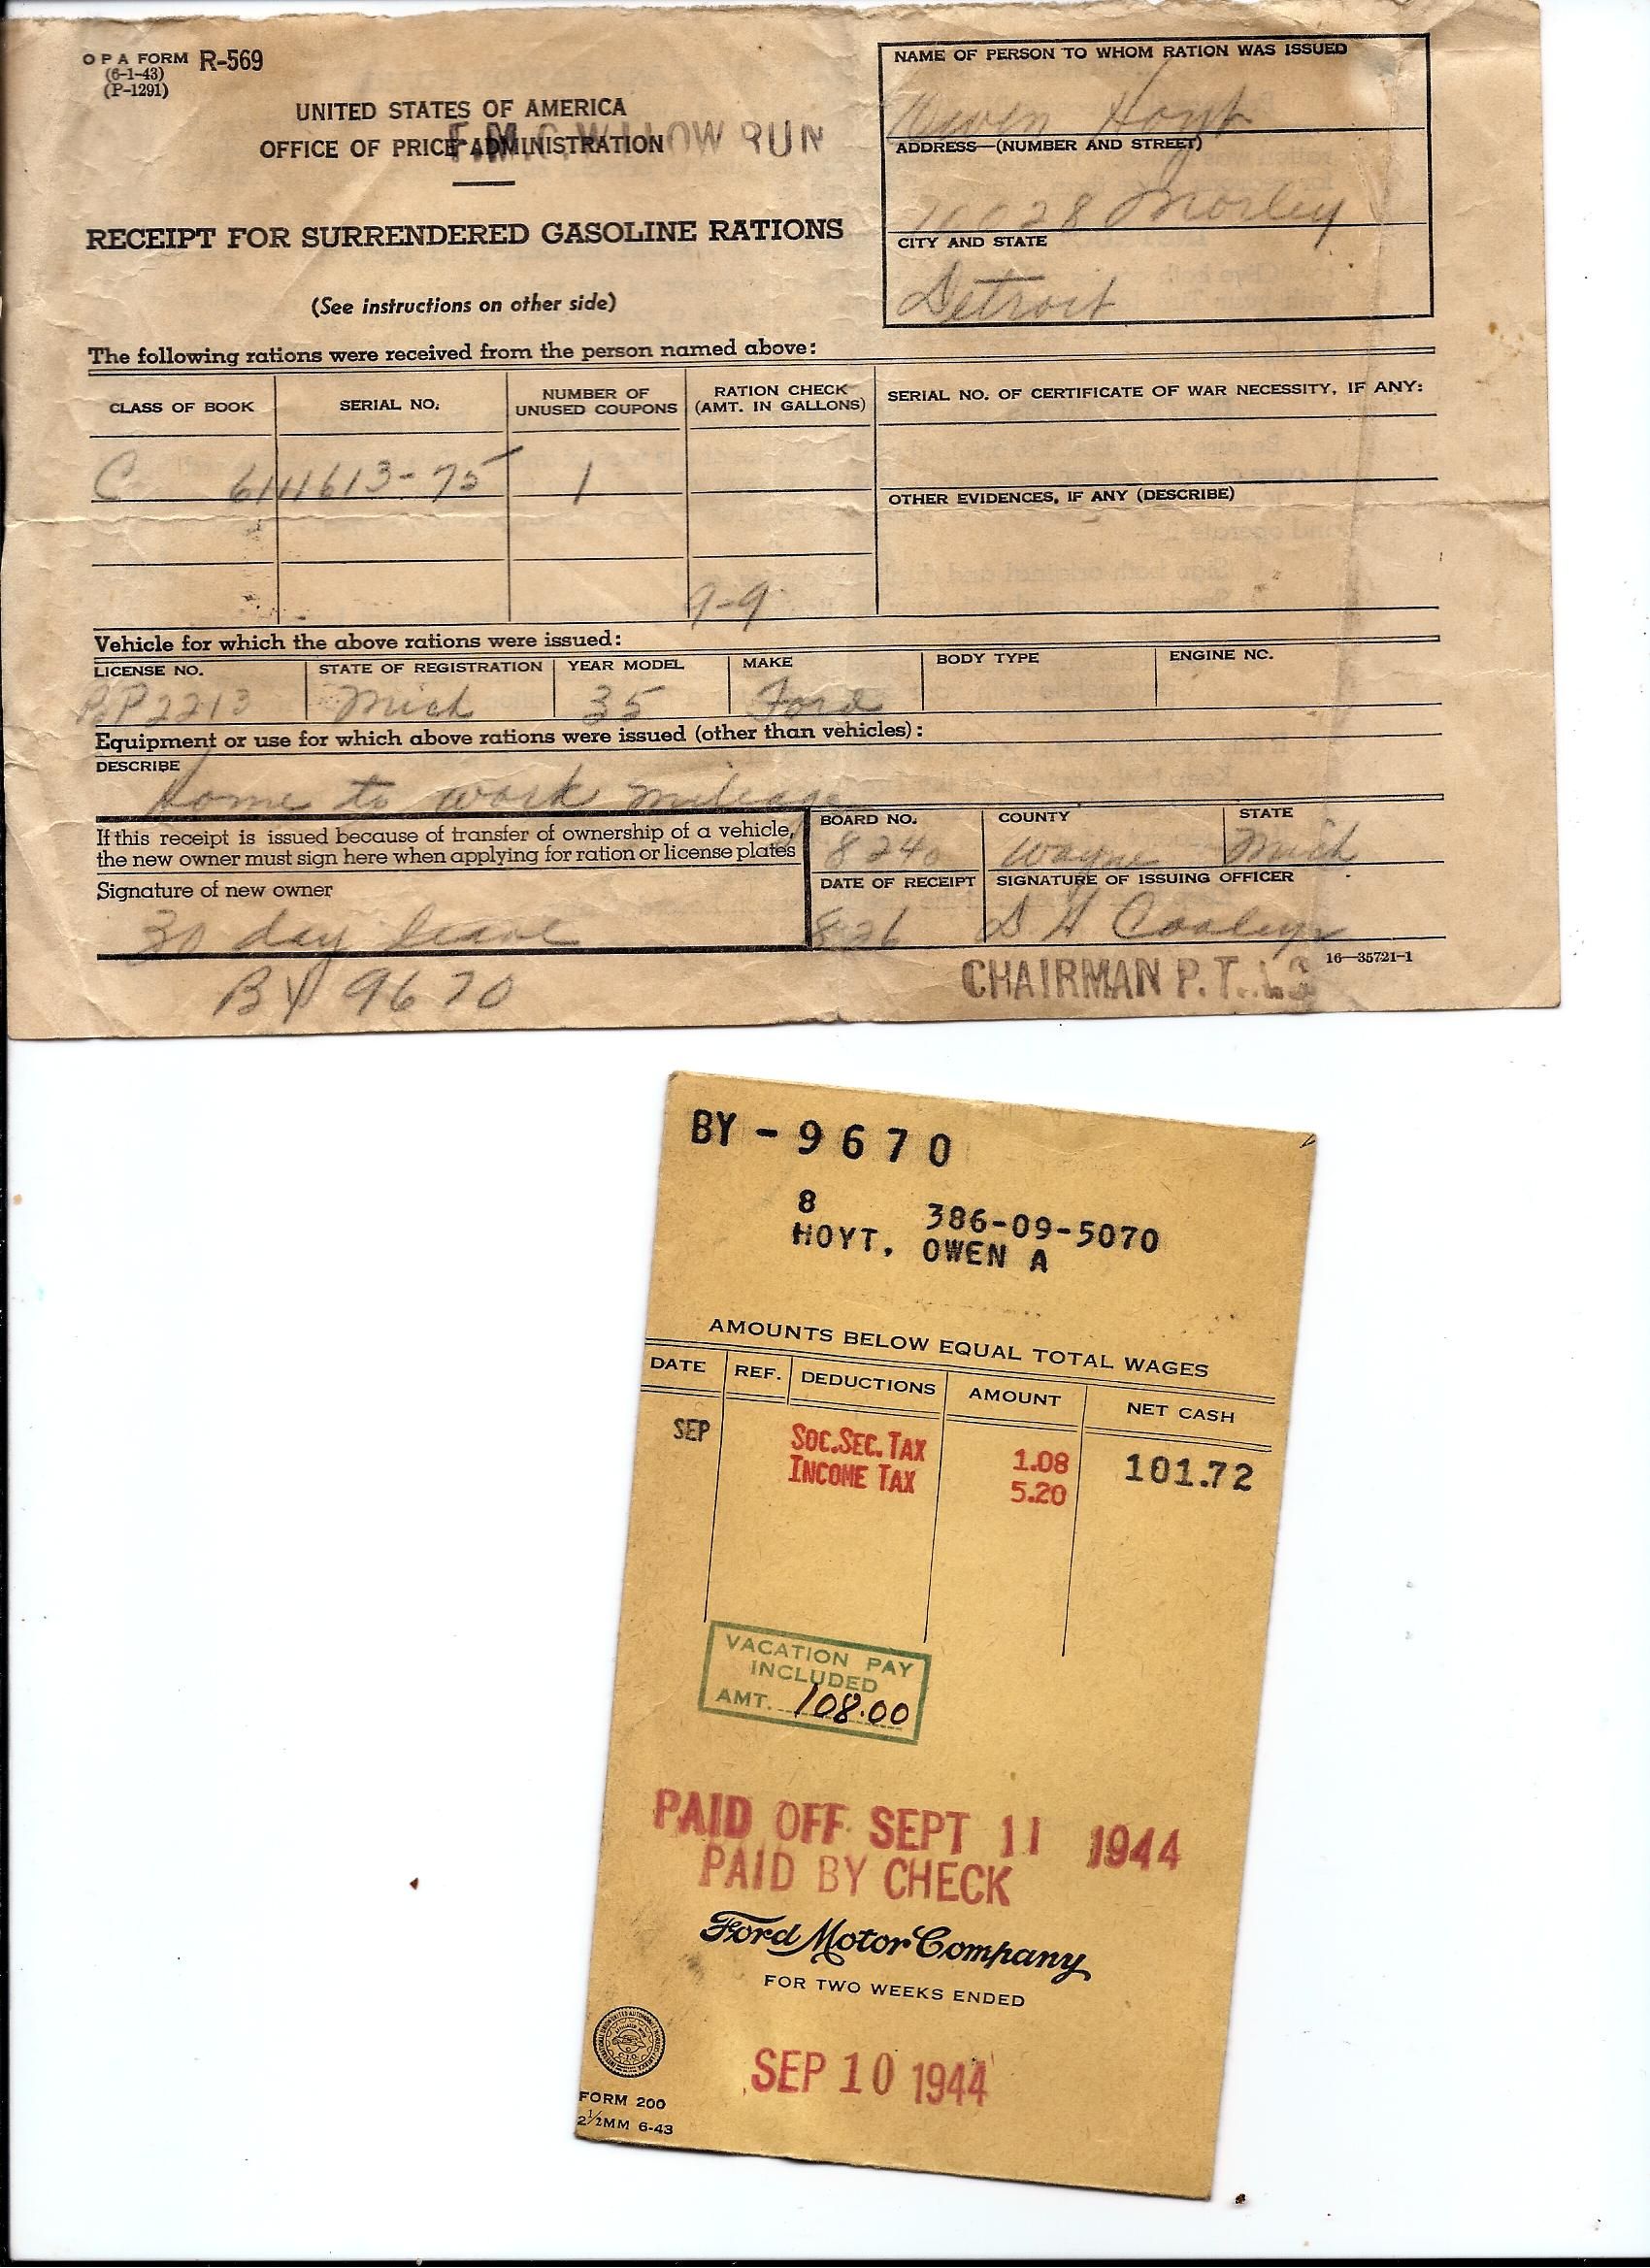 OPA FORM R-569
(6-1-43)
(P-1291)
UNITED STATES OF AMERICA
OFFICE OF PRICE ADMINISTRATION
F.M.C. WILLOW RUN
RECEIPT FOR SURRENDERED GASOLINE RATIONS
(See instructions on other side)
NAME OF PERSON TO WHOM RATION WAS ISSUED
Owen Hoyt
ADDRESS—(NUMBER AND STREET)
Morley
CITY AND STATE
Detroit
The following rations were received from the person named above:
CLASS OF BOOK SERIAL NO. NUMBER OF UNUSED COUPONS RATION CHECK (AMT. IN GALLONS) SERIAL NO. OF CERTIFICATE OF WAR NECESSITY, IF ANY:
C 6111613-75 1
OTHER EVIDENCES, IF ANY (DESCRIBE)
9-9
Vehicle for which the above rations were issued:
LICENSE NO. STATE OF REGISTRATION YEAR MODEL MAKE BODY TYPE ENGINE NO.
Mich 35 Ford
Equipment or use for which above rations were issued (other than vehicles):
DESCRIBE
Home to work mileage
If this receipt is issued because of transfer of ownership of a vehicle,
the new owner must sign here when applying for ration or license plates
BOARD NO. COUNTY STATE
8240 Wayne Mich
Signature of new owner
DATE OF RECEIPT SIGNATURE OF ISSUING OFFICER
30 day leave
8 26 D H Cooley
16—35721-1
BY 9670
CHAIRMAN P.T.
BY - 9670
8 386-09-5070
HOYT, OWEN A
AMOUNTS BELOW EQUAL TOTAL WAGES
DATE REF. DEDUCTIONS AMOUNT NET CASH
SEP SOC.SEC.TAX 1.08 101.72
INCOME TAX 5.20
VACATION PAY
INCLUDED
AMT. 108.00
PAID OFF SEPT 11 1944
PAID BY CHECK
Ford Motor Company
FOR TWO WEEKS ENDED
SEP 10 1944
FORM 200
2½MM 6-43